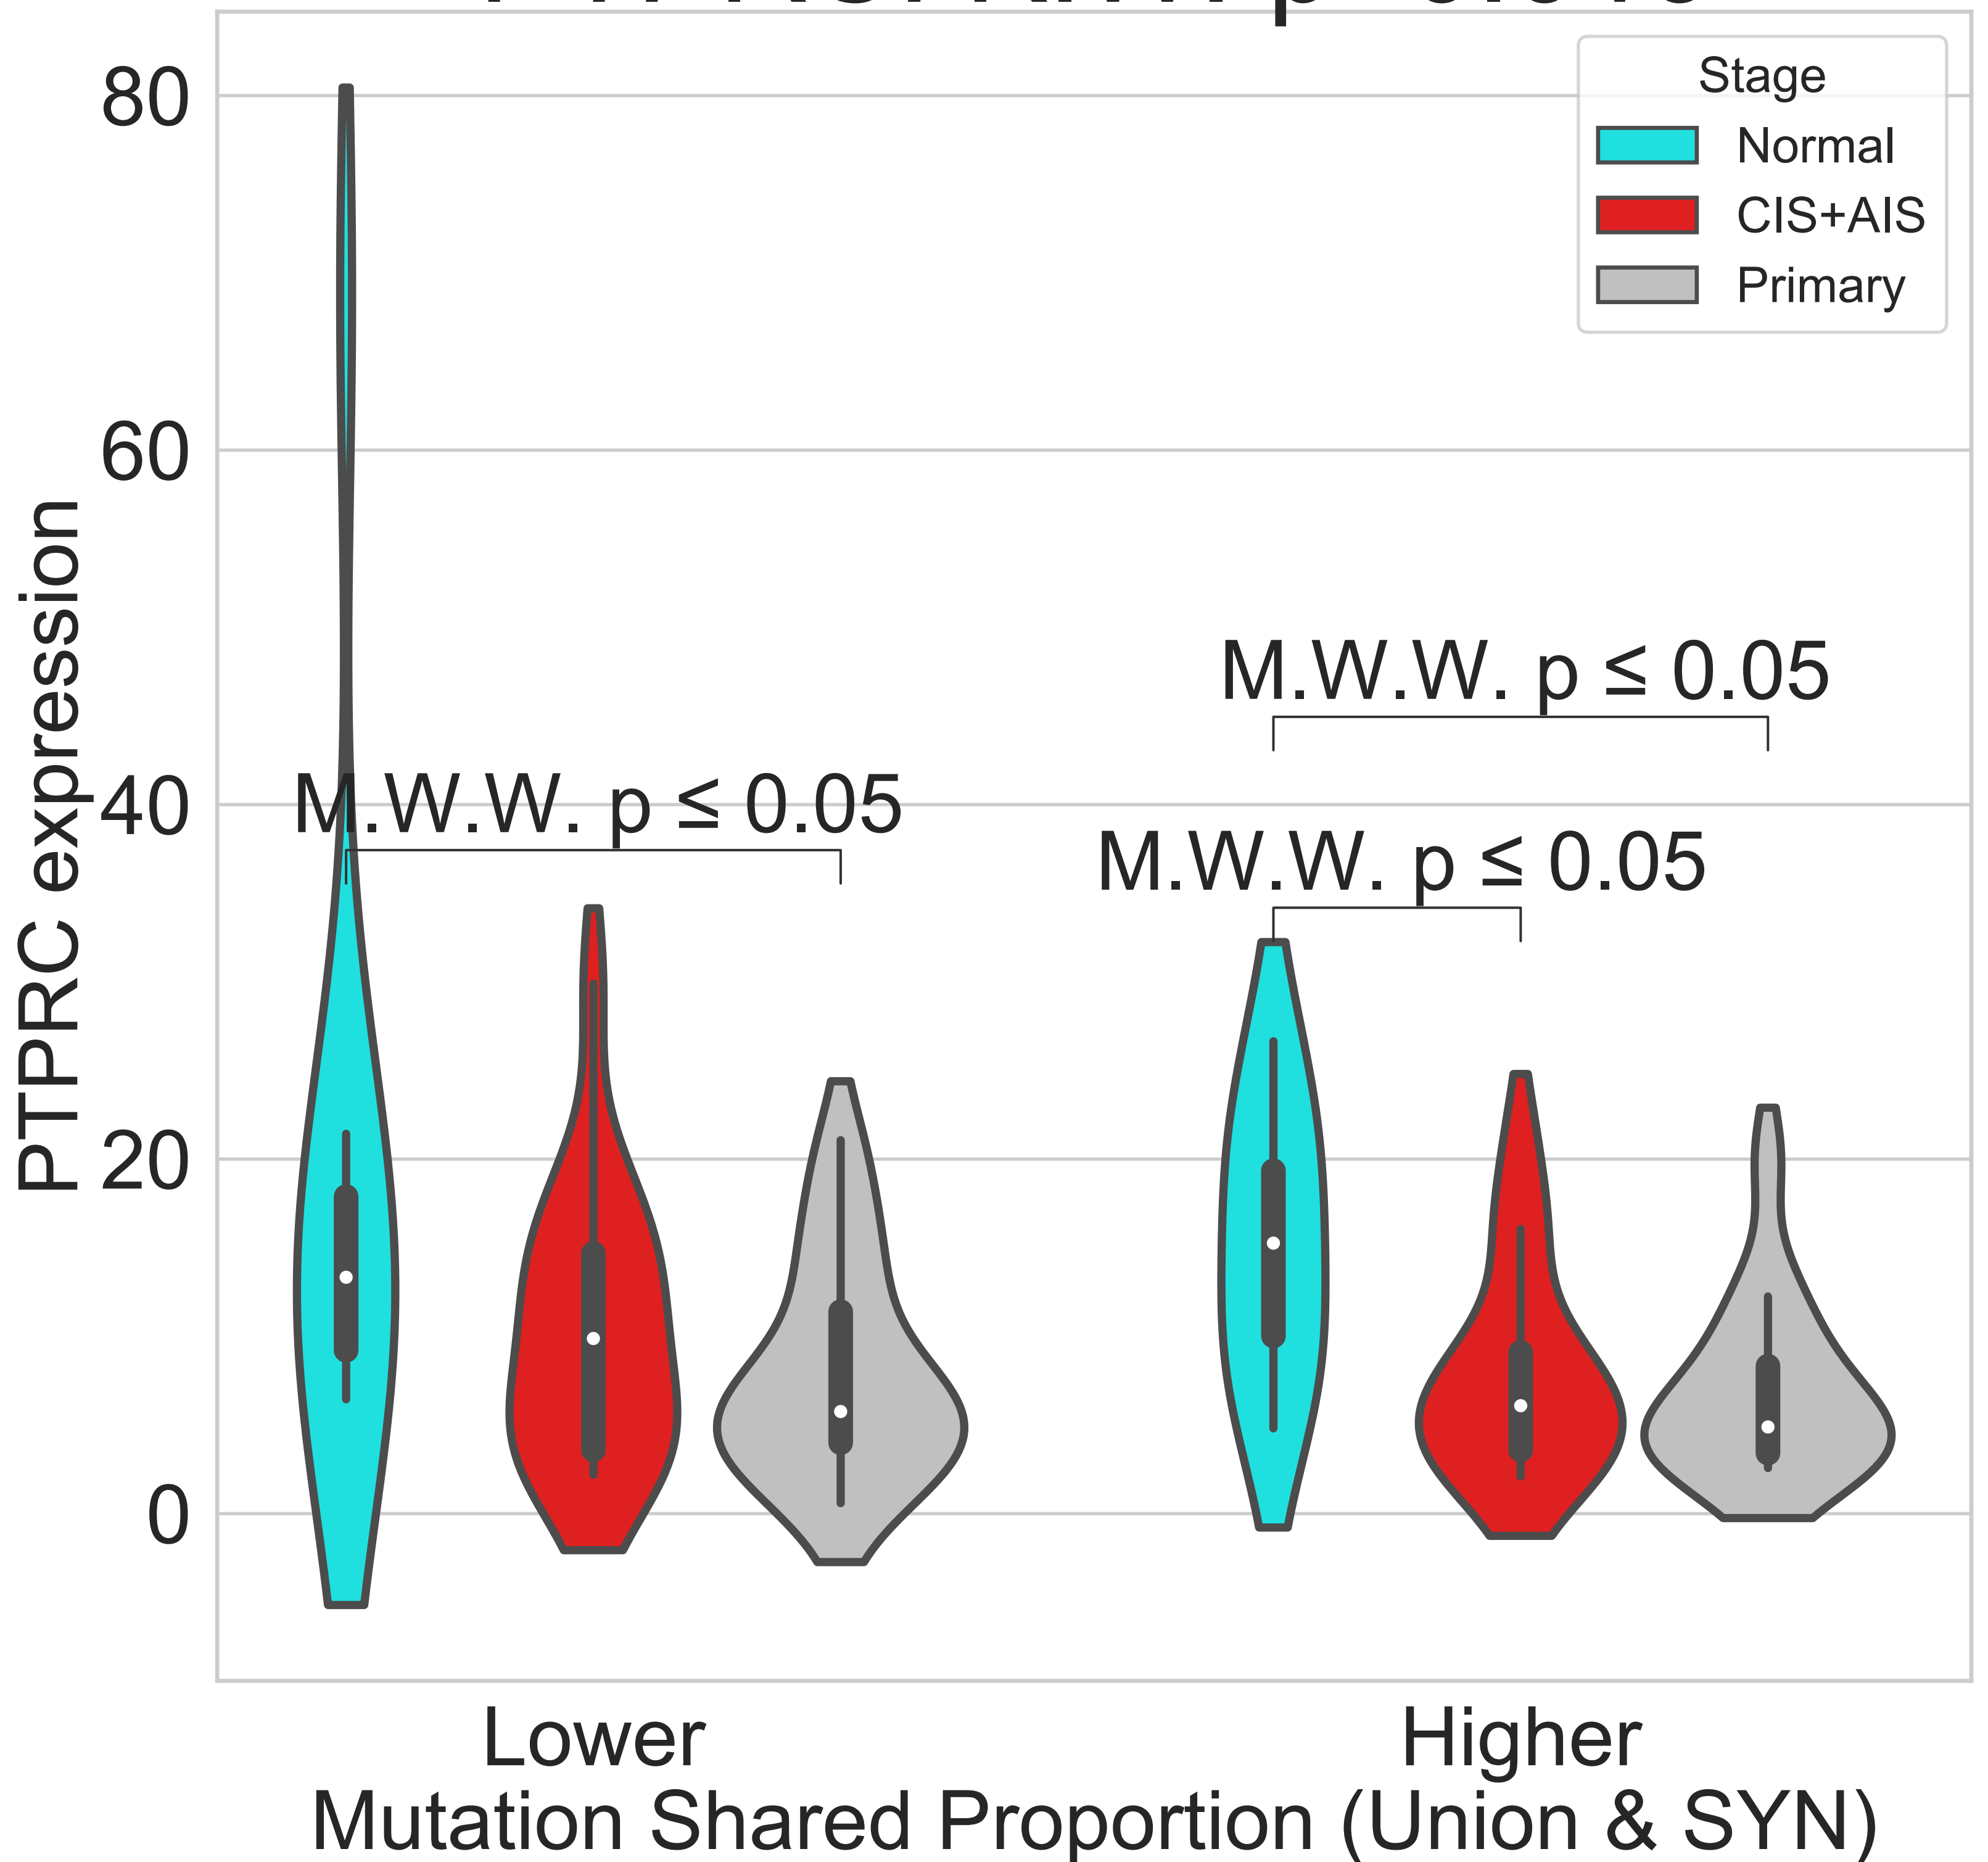 Stage
Normal
CIS+AIS
Primary
80
60
40
20
0
PTPRC expression
M.W.W. p ≤ 0.05
M.W.W. p ≤ 0.05
M.W.W. p ≤ 0.05
Lower
Higher
Mutation Shared Proportion (Union & SYN)